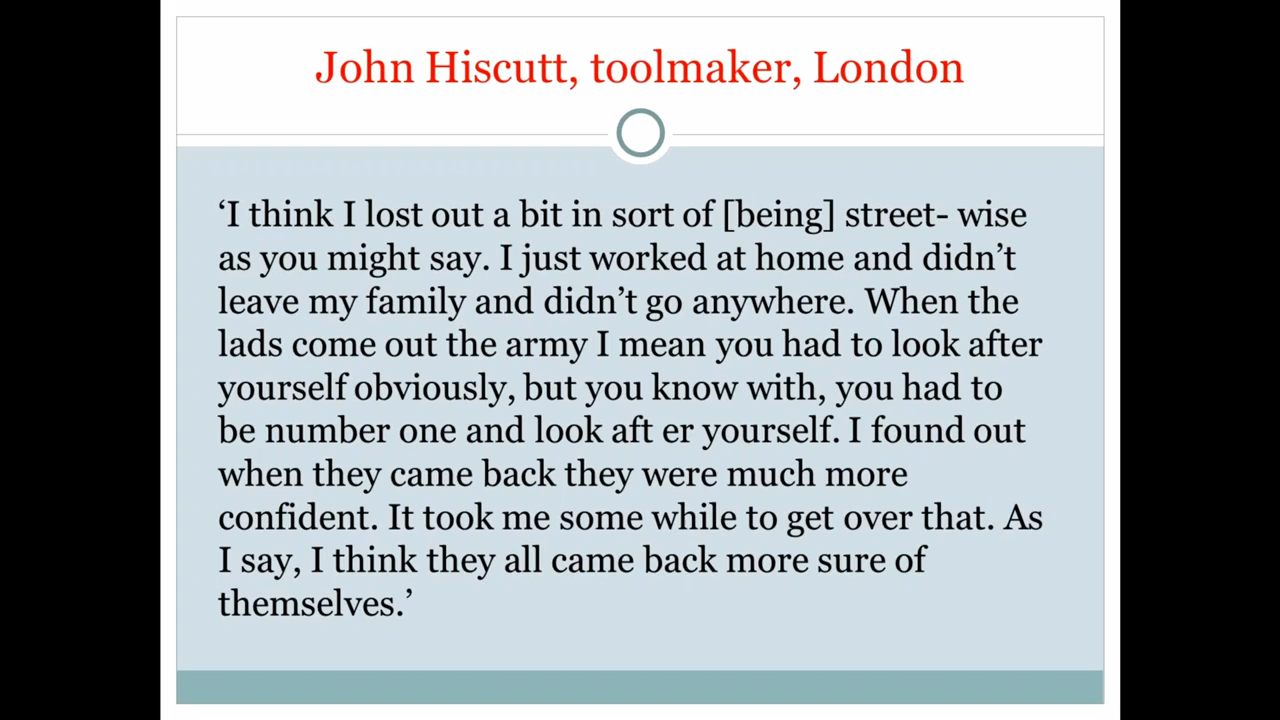 John Hiscutt, toolmaker, London
‘I think I lost out a bit in sort of [being] street- wise
as you might say. I just worked at home and didn’t
leave my family and didn’t go anywhere. When the
lads come out the army I mean you had to look after
yourself obviously, but you know with, you had to
be number one and look aft er yourself. I found out
when they came back they were much more
confident. It took me some while to get over that. As
I say, I think they all came back more sure of
themselves.’